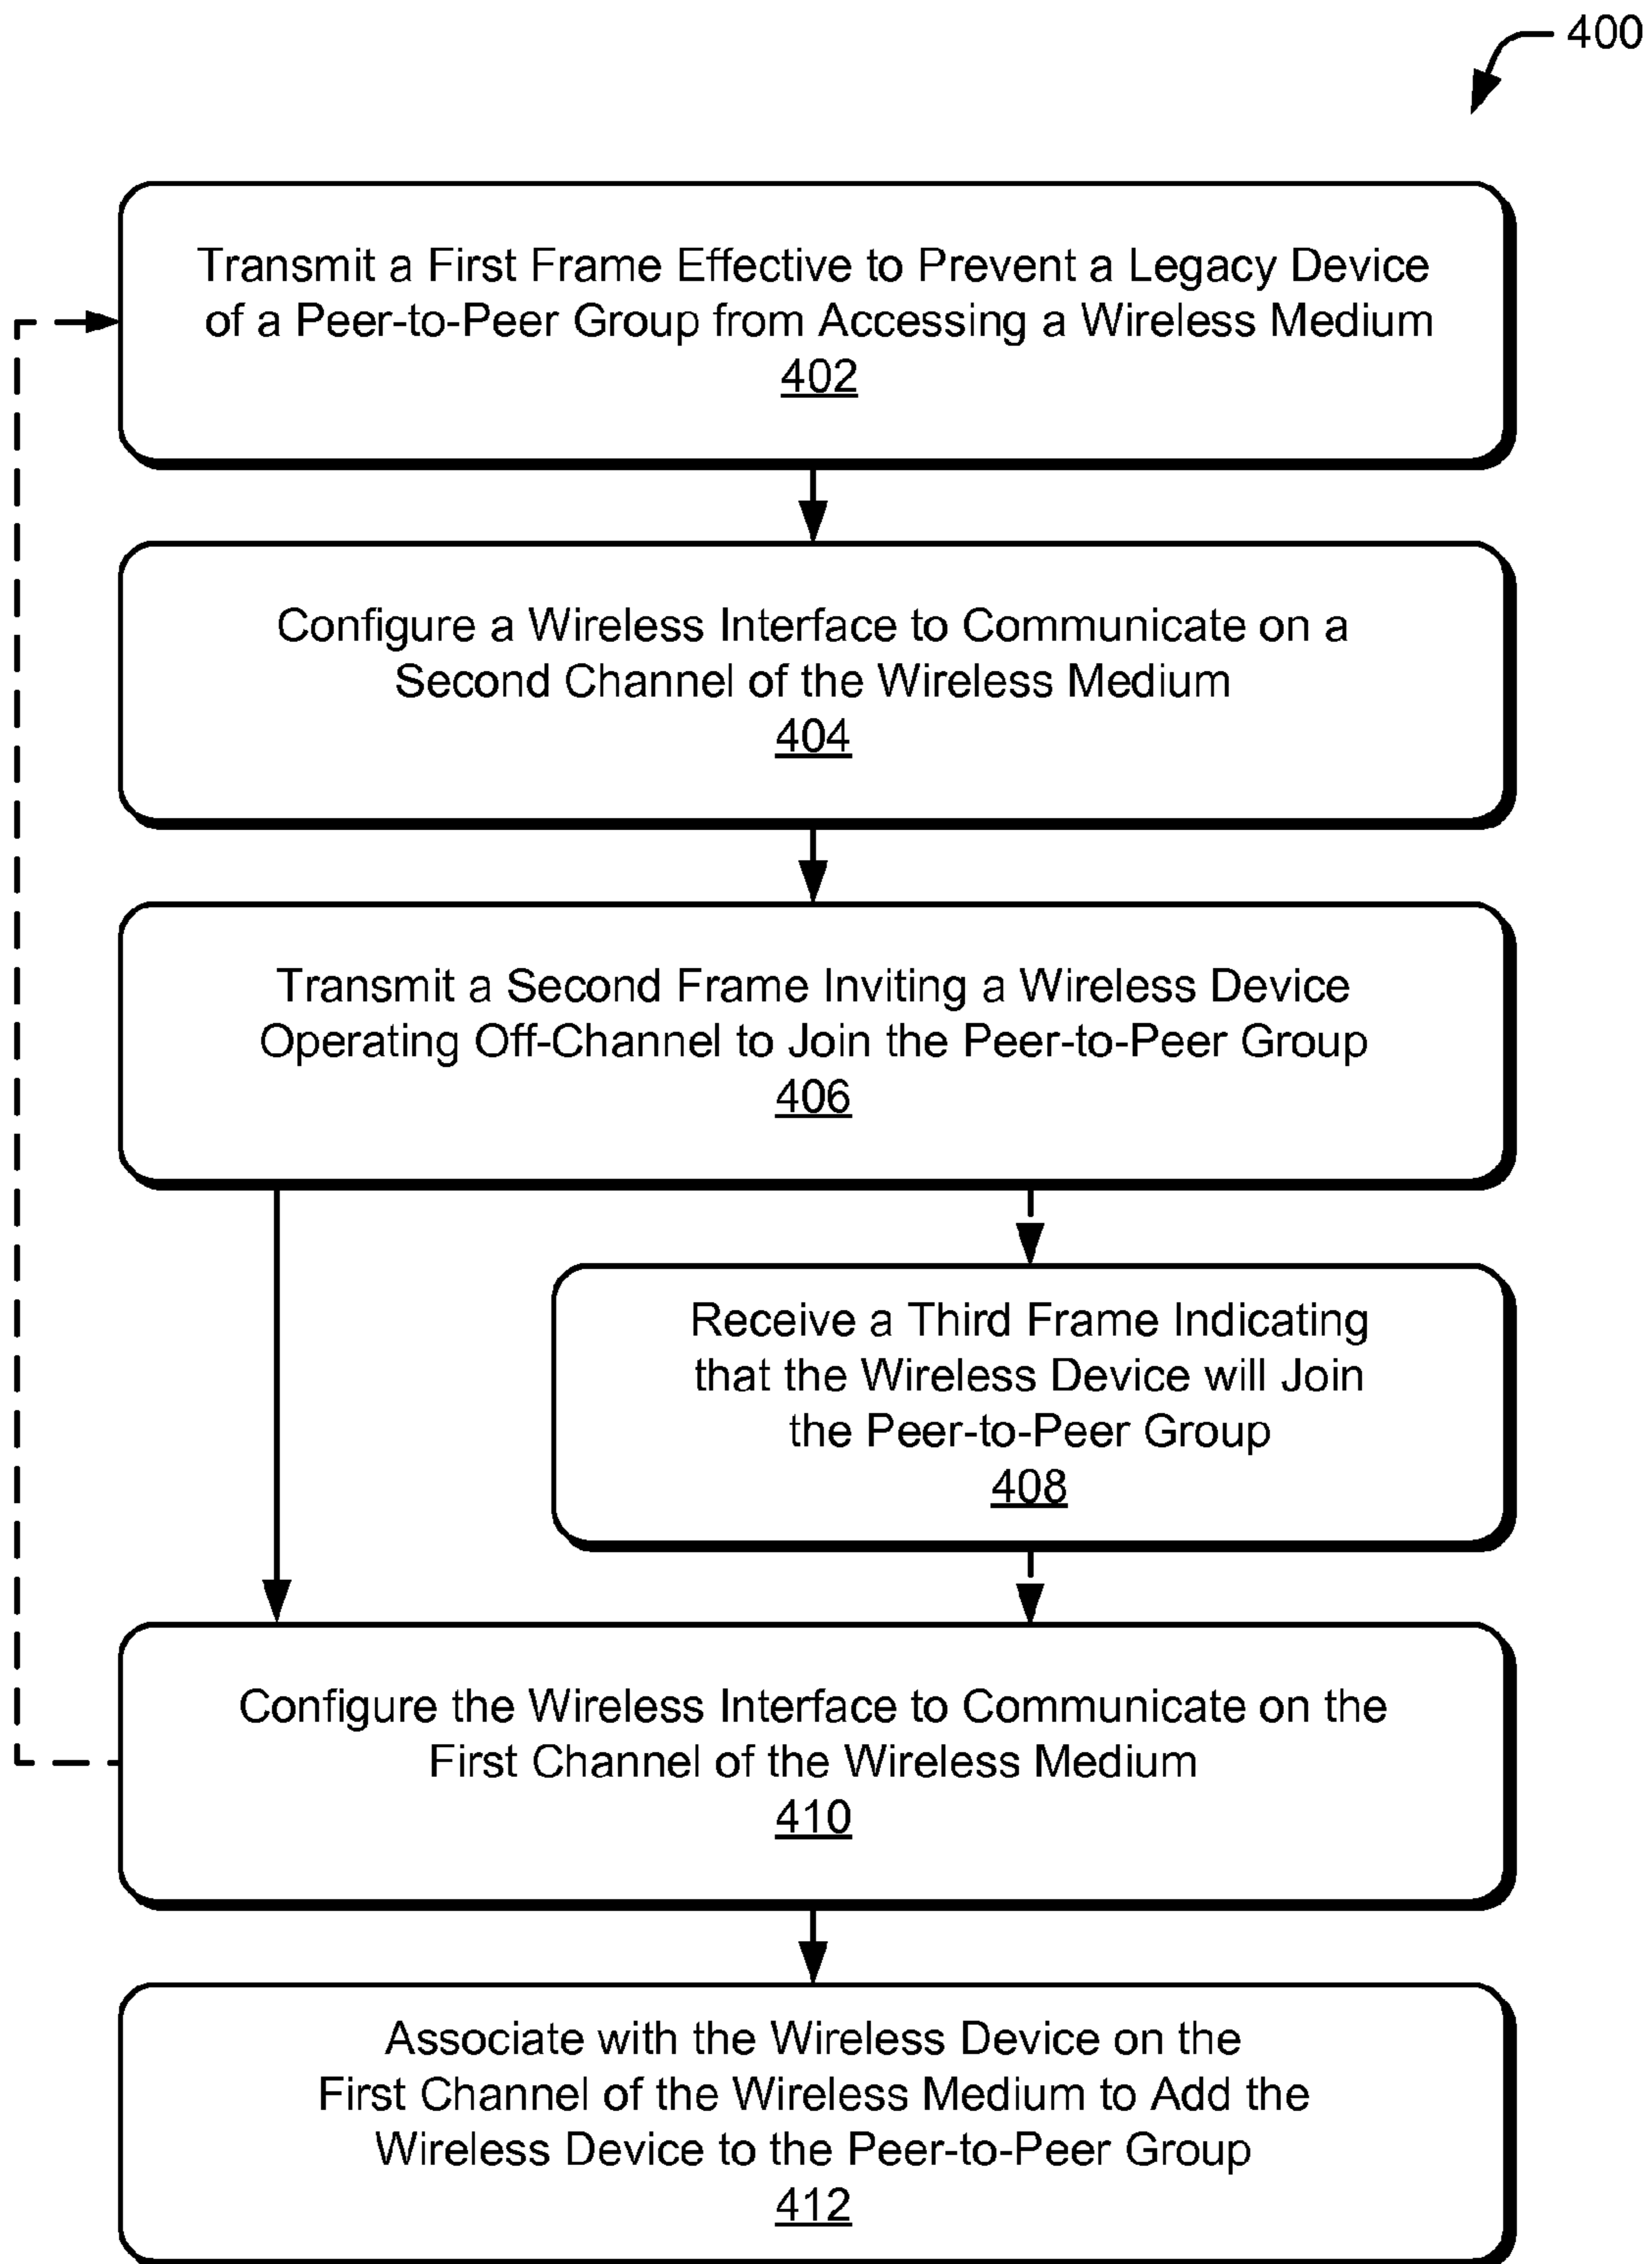 400
Transmit a First Frame Effective to Prevent a Legacy Device
of a Peer-to-Peer Group from Accessing a Wireless Medium
402
Configure a Wireless Interface to Communicate on a
Second Channel of the Wireless Medium
404
Transmit a Second Frame Inviting a Wireless Device
Operating Off-Channel to Join the Peer-to-Peer Group
406
Receive a Third Frame Indicating
that the Wireless Device will Join
the Peer-to-Peer Group
408
Configure the Wireless Interface to Communicate on the
First Channel of the Wireless Medium
410
Associate with the Wireless Device on the
First Channel of the Wireless Medium to Add the
Wireless Device to the Peer-to-Peer Group
412